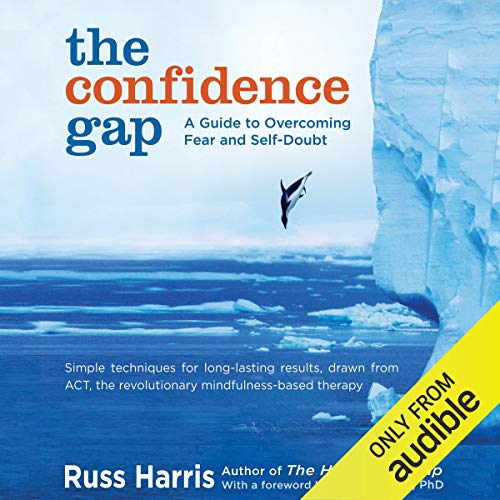 the
confidence
gap
A Guide to Overcoming
Fear and Self-Doubt
Simple techniques for long-lasting results, drawn from
ACT, the revolutionary mindfulness-based therapy
Russ Harris
Author of The H
With a foreword
PhD
ONLY FROM
audible